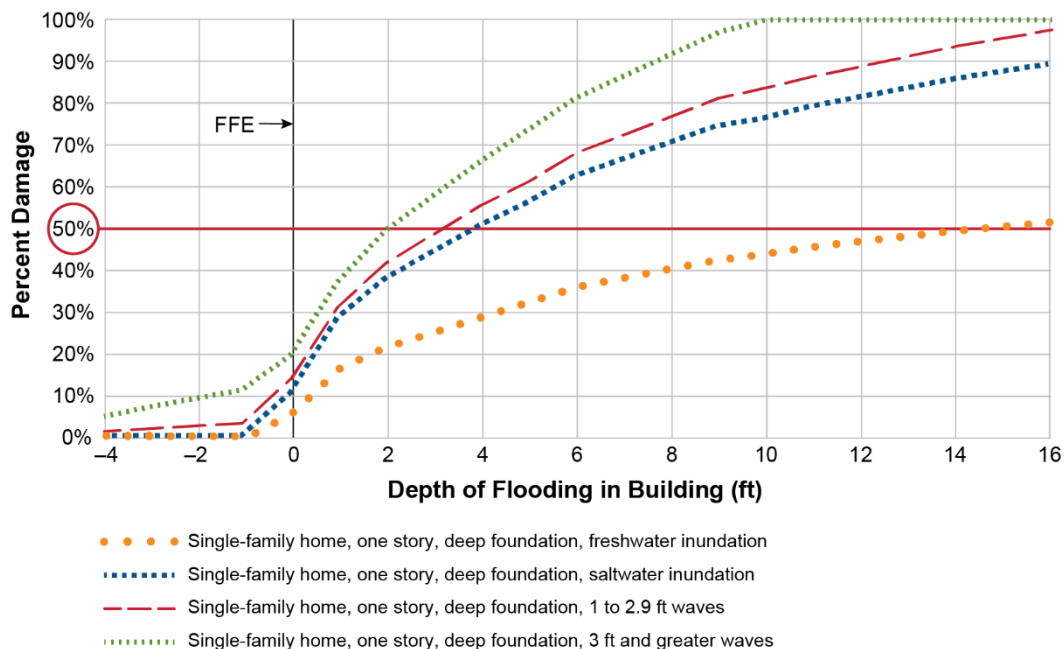 100%
90%
80%
FFE
70%
60%
50%
40%
30%
20%
10%
0%
Percent Damage
–4 –2 0 2 4 6 8 10 12 14 16
Depth of Flooding in Building (ft)
Single-family home, one story, deep foundation, freshwater inundation
Single-family home, one story, deep foundation, saltwater inundation
Single-family home, one story, deep foundation, 1 to 2.9 ft waves
Single-family home, one story, deep foundation, 3 ft and greater waves